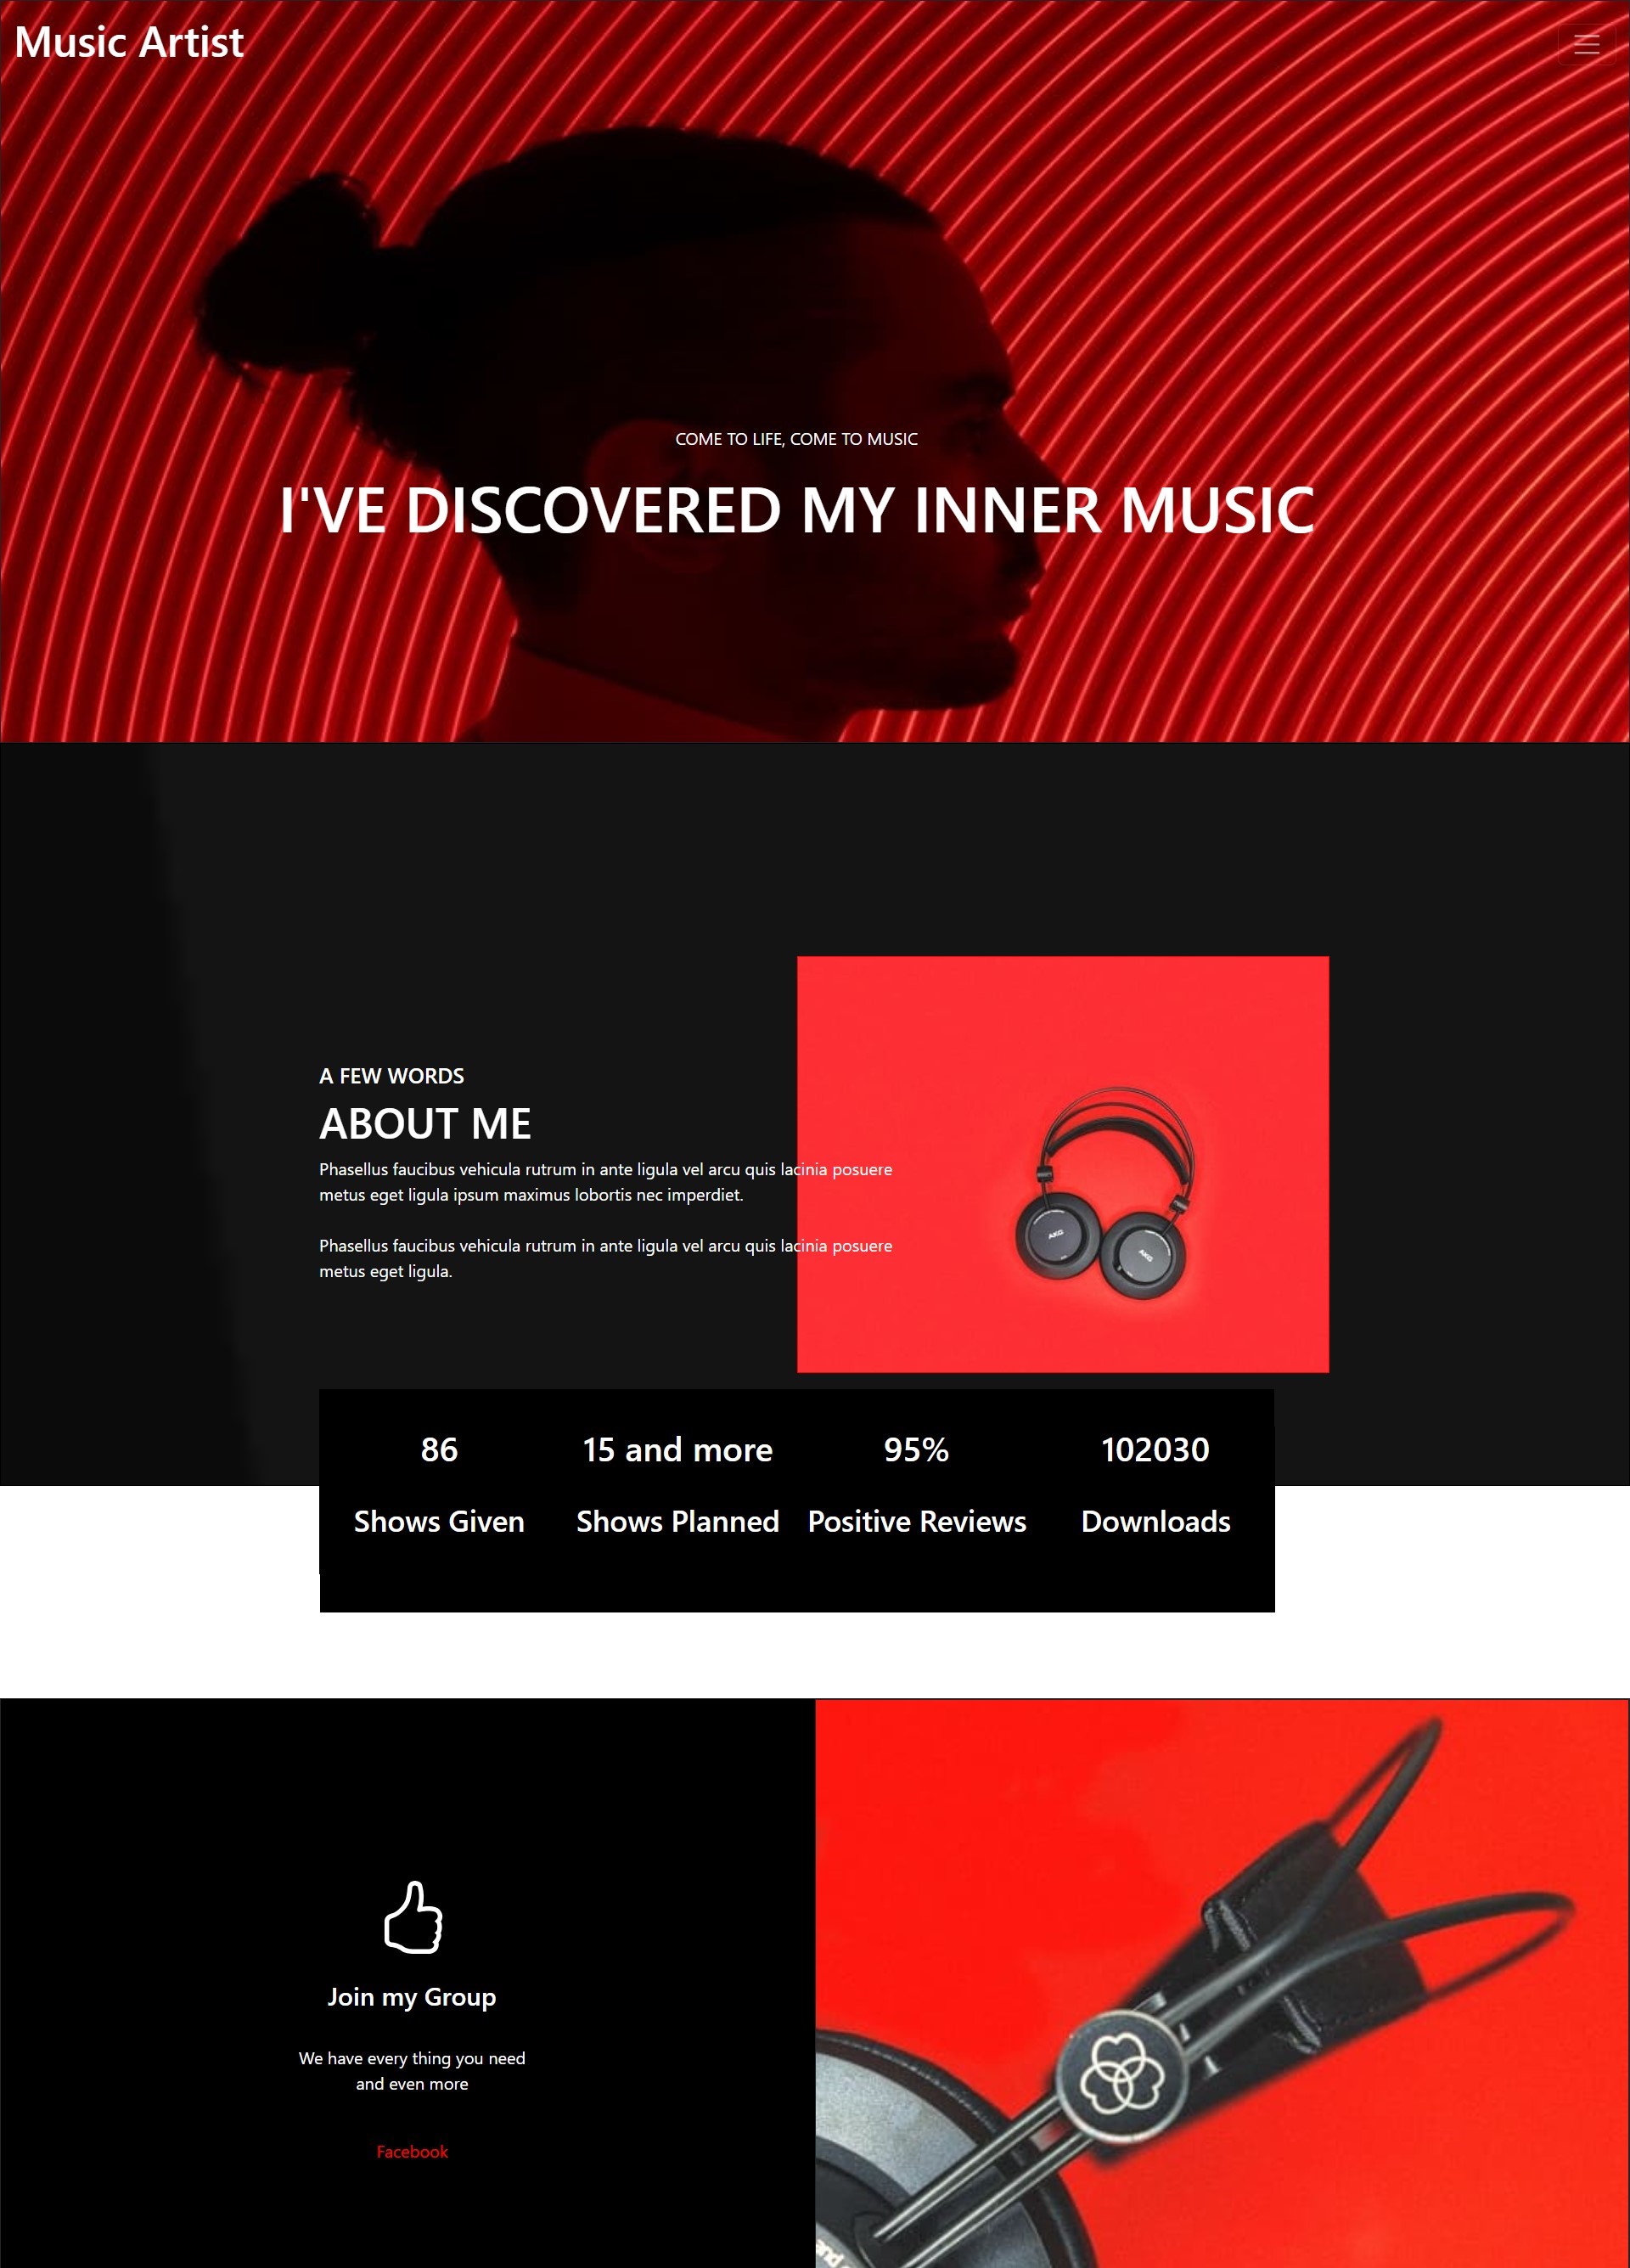 Music Artist
COME TO LIFE, COME TO MUSIC
I'VE DISCOVERED MY INNER MUSIC
A FEW WORDS
ABOUT ME
Phasellus faucibus vehicula rutrum in ante ligula vel arcu quis lacinia posuere
metus eget ligula ipsum maximus lobortis nec imperdiet.
Phasellus faucibus vehicula rutrum in ante ligula vel arcu quis lacinia posuere
metus eget ligula.
AKG
AKG
86
Shows Given
15 and more
Shows Planned
95%
Positive Reviews
102030
Downloads
Join my Group
We have every thing you need
and even more
Facebook